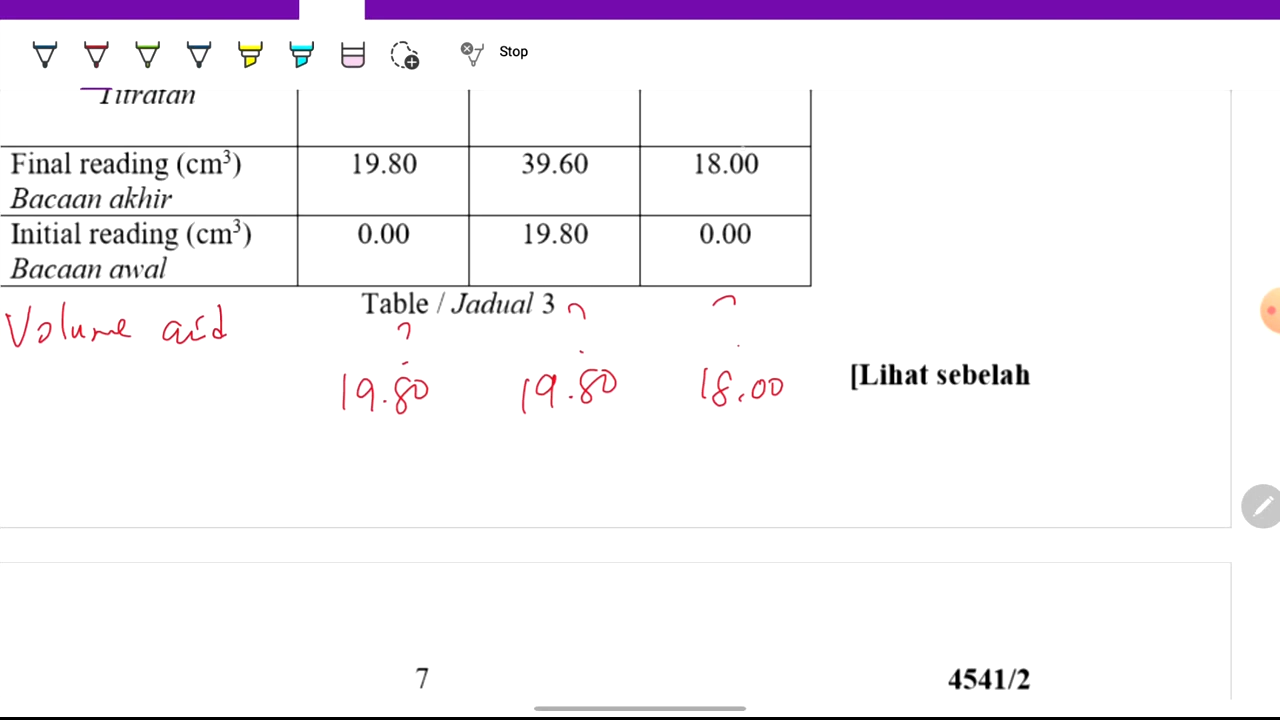 Stop
Titratan
Final reading (cm³) 19.80 39.60 18.00
Bacaan akhir
Initial reading (cm³) 0.00 19.80 0.00
Bacaan awal
Table / Jadual 3
Volume acid
? ? ?
19.80 19.80 18.00
[Lihat sebelah
7 4541/2